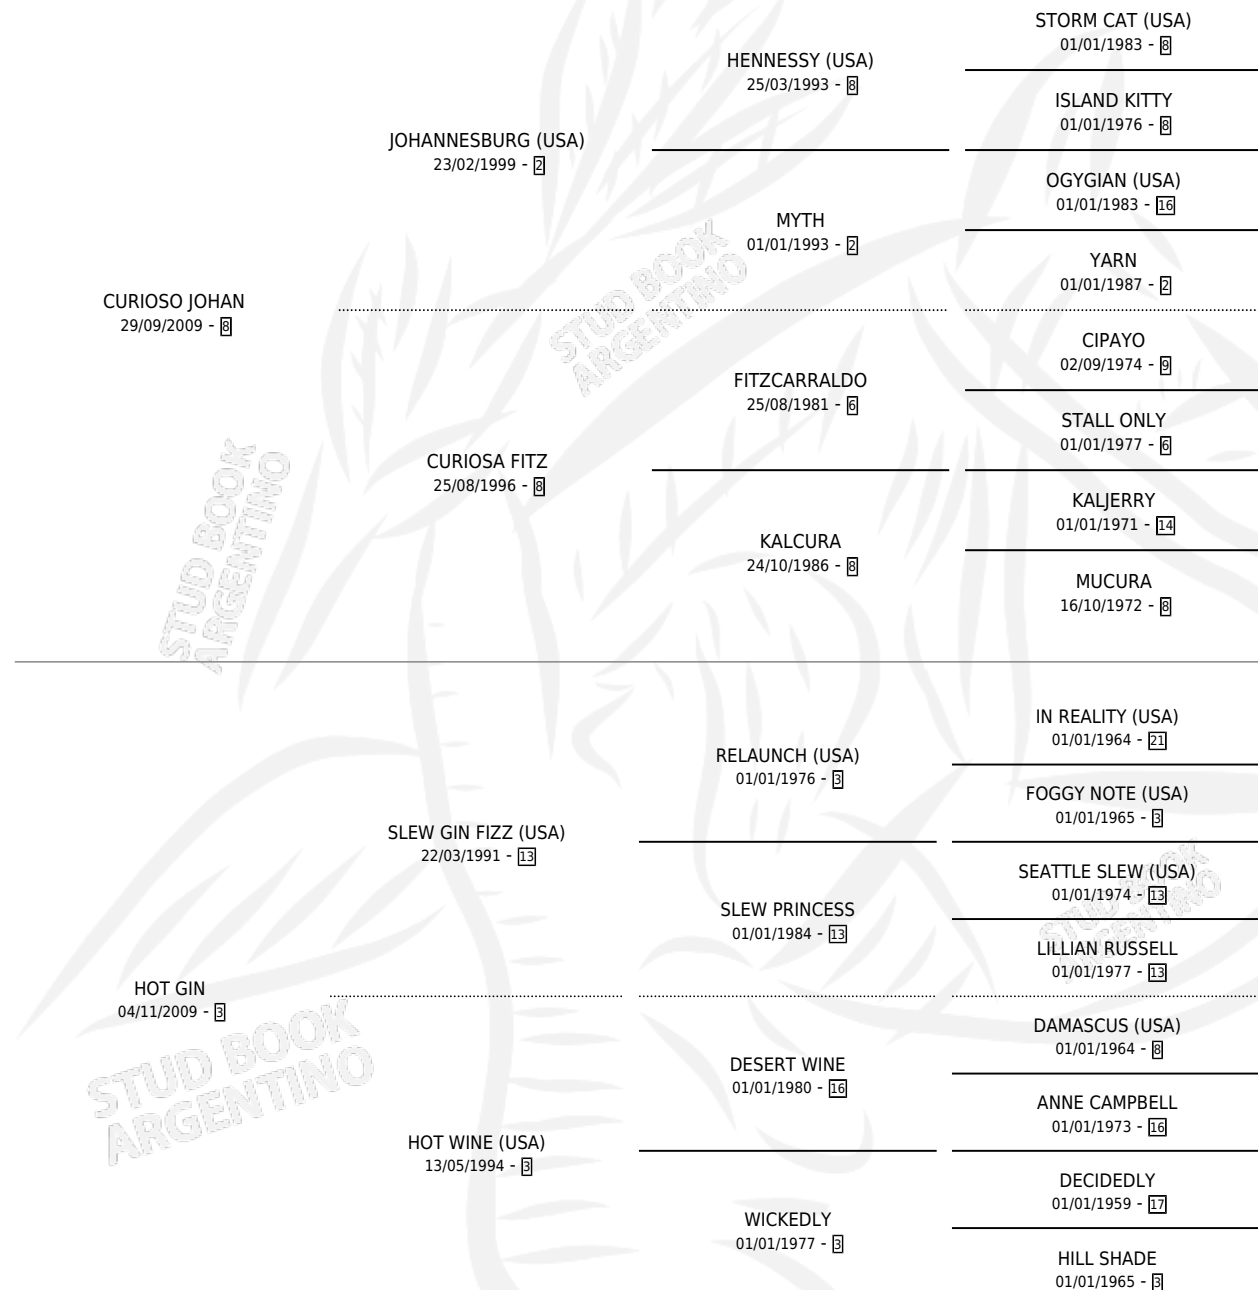 STORM CAT (USA)
01/01/1983 - 8
HENNESSY (USA)
25/03/1993 - 8
ISLAND KITTY
01/01/1976 - 8
JOHANNESBURG (USA)
23/02/1999 - 2
OGYGIAN (USA)
01/01/1983 - 16
MYTH
01/01/1993 - 2
YARN
01/01/1987 - 2
CURIOSO JOHAN
29/09/2009 - 8
CIPAYO
02/09/1974 - 9
FITZCARRALDO
25/08/1981 - 6
STALL ONLY
01/01/1977 - 6
CURIOSA FITZ
25/08/1996 - 8
KALJERRY
01/01/1971 - 14
KALCURA
24/10/1986 - 8
MUCURA
16/10/1972 - 8
STUD BOOK
ARGENTINO
STUD BOOK
ARGENTINO
IN REALITY (USA)
01/01/1964 - 21
RELAUNCH (USA)
01/01/1976 - 3
FOGGY NOTE (USA)
01/01/1965 - 3
SLEW GIN FIZZ (USA)
22/03/1991 - 13
SEATTLE SLEW (USA)
01/01/1974 - 13
SLEW PRINCESS
01/01/1984 - 13
LILLIAN RUSSELL
01/01/1977 - 13
HOT GIN
04/11/2009 - 3
DAMASCUS (USA)
01/01/1964 - 8
DESERT WINE
01/01/1980 - 16
ANNE CAMPBELL
01/01/1973 - 16
HOT WINE (USA)
13/05/1994 - 3
DECIDEDLY
01/01/1959 - 17
WICKEDLY
01/01/1977 - 3
HILL SHADE
01/01/1965 - 3
STUD BOOK
ARGENTINO
STUD BOOK
ARGENTINO